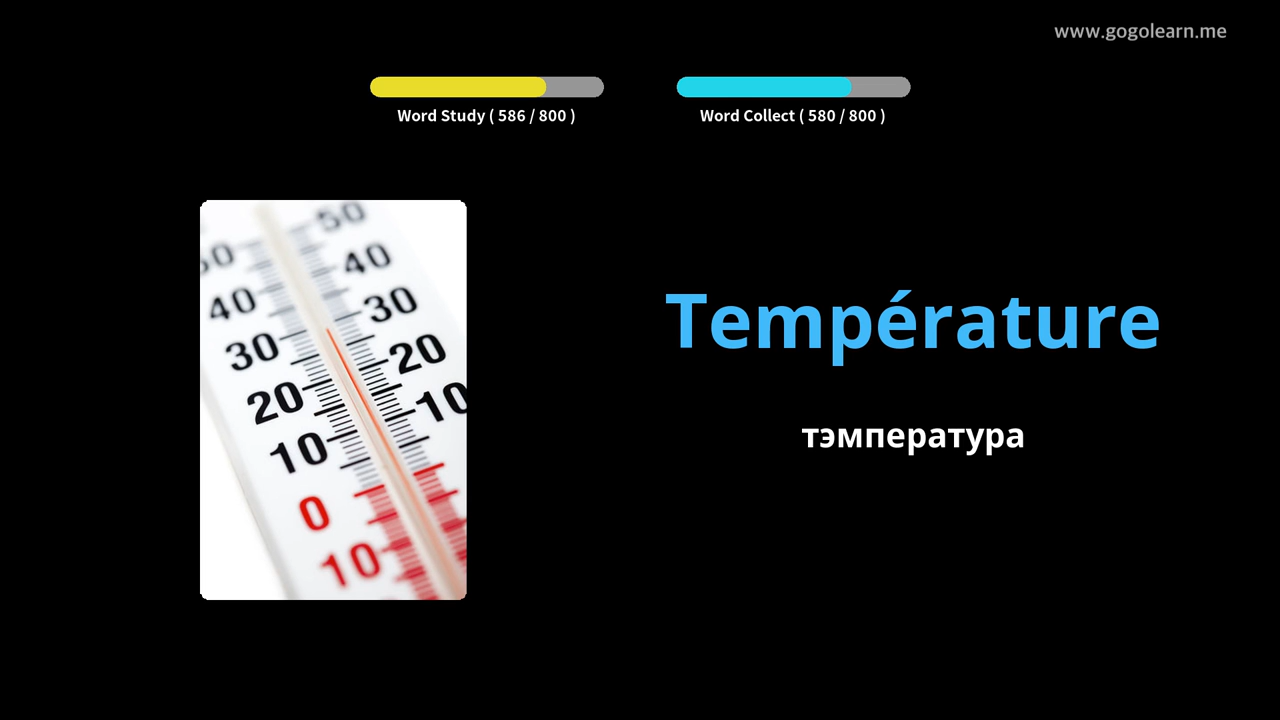 www.gogolearn.me
Word Study ( 586 / 800 )
Word Collect ( 580 / 800 )
50
50
40
40
30
30
20
20
10
10
0
10
Température
тэмпература